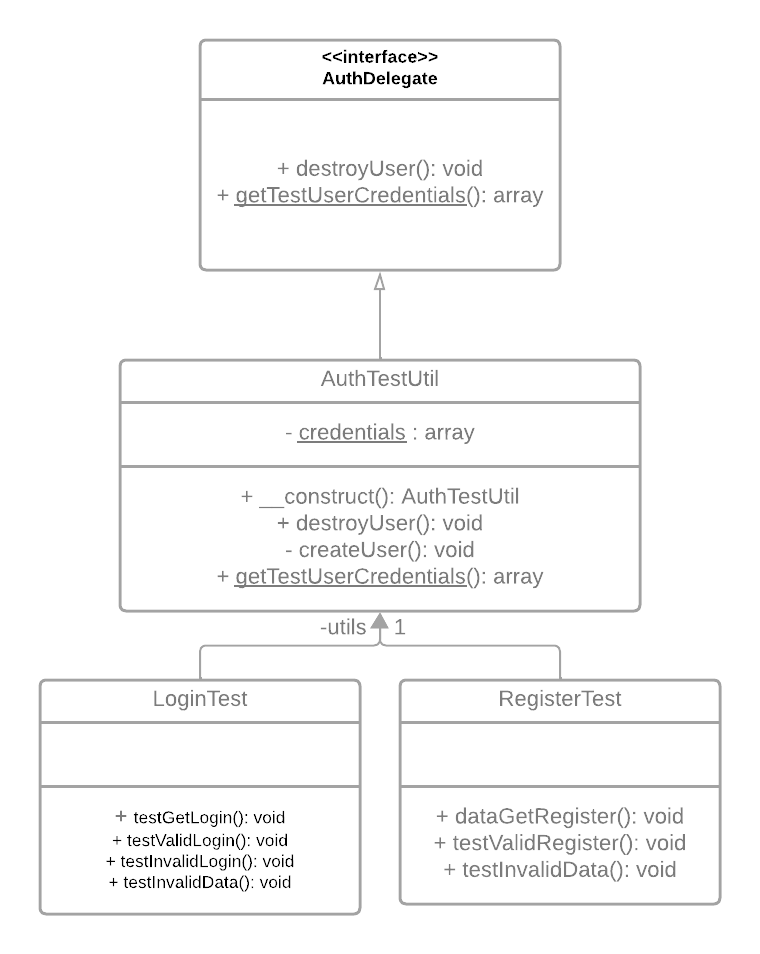 <<interface>>
AuthDelegate
+ destroyUser(): void
+ getTestUserCredentials(): array
AuthTestUtil
- credentials : array
+ __construct(): AuthTestUtil
+ destroyUser(): void
- createUser(): void
+ getTestUserCredentials(): array
-utils 1
LoginTest
+ testGetLogin(): void
+ testValidLogin(): void
+ testInvalidLogin(): void
+ testInvalidData(): void
RegisterTest
+ dataGetRegister(): void
+ testValidRegister(): void
+ testInvalidData(): void